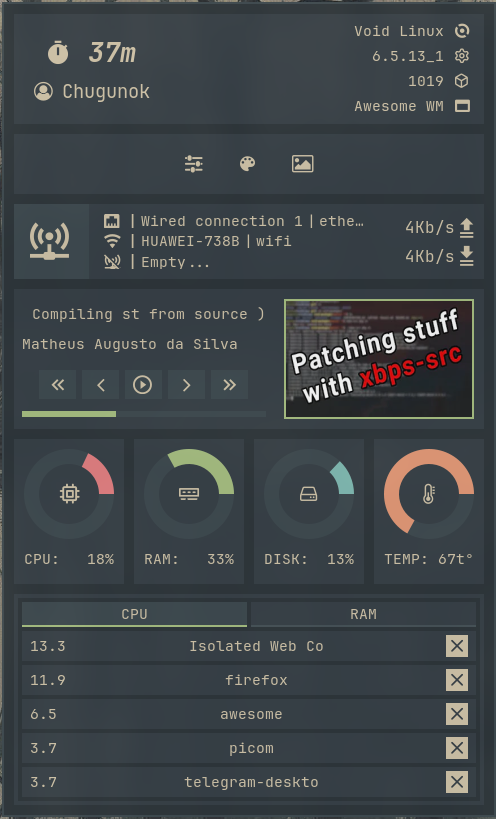 37m
Chugunok
Void Linux
6.5.13_1
1019
Awesome WM
Wired connection 1 | ethe…
HUAWEI-738B | wifi
Empty...
4Kb/s
4Kb/s
Compiling st from source )
Matheus Augusto da Silva
Patching stuff
with xbps-src
CPU: 18%
RAM: 33%
DISK: 13%
TEMP: 67t°
CPU RAM
13.3 Isolated Web Co
11.9 firefox
6.5 awesome
3.7 picom
3.7 telegram-deskto